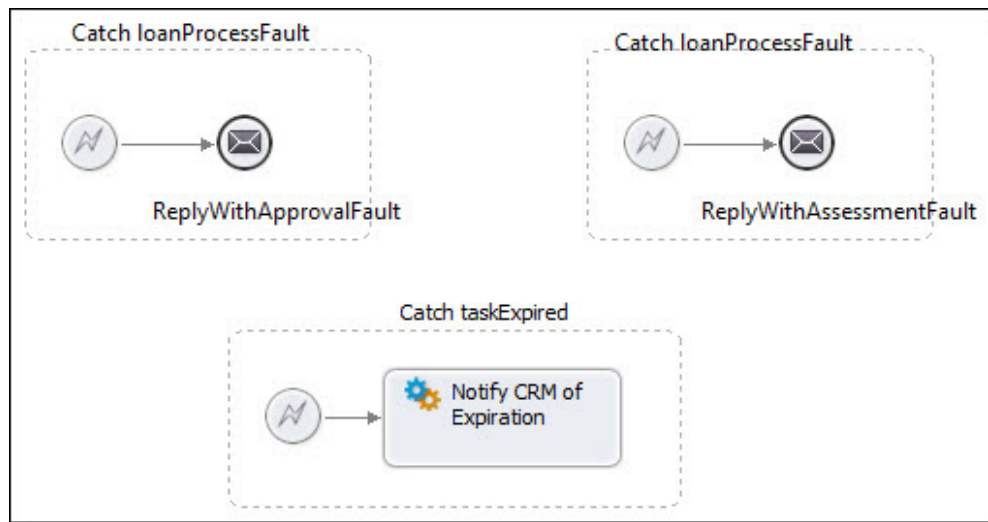 Catch loanProcessFault
Catch loanProcessFault
ReplyWithApprovalFault
ReplyWithAssessmentFault
Catch taskExpired
Notify CRM of
Expiration